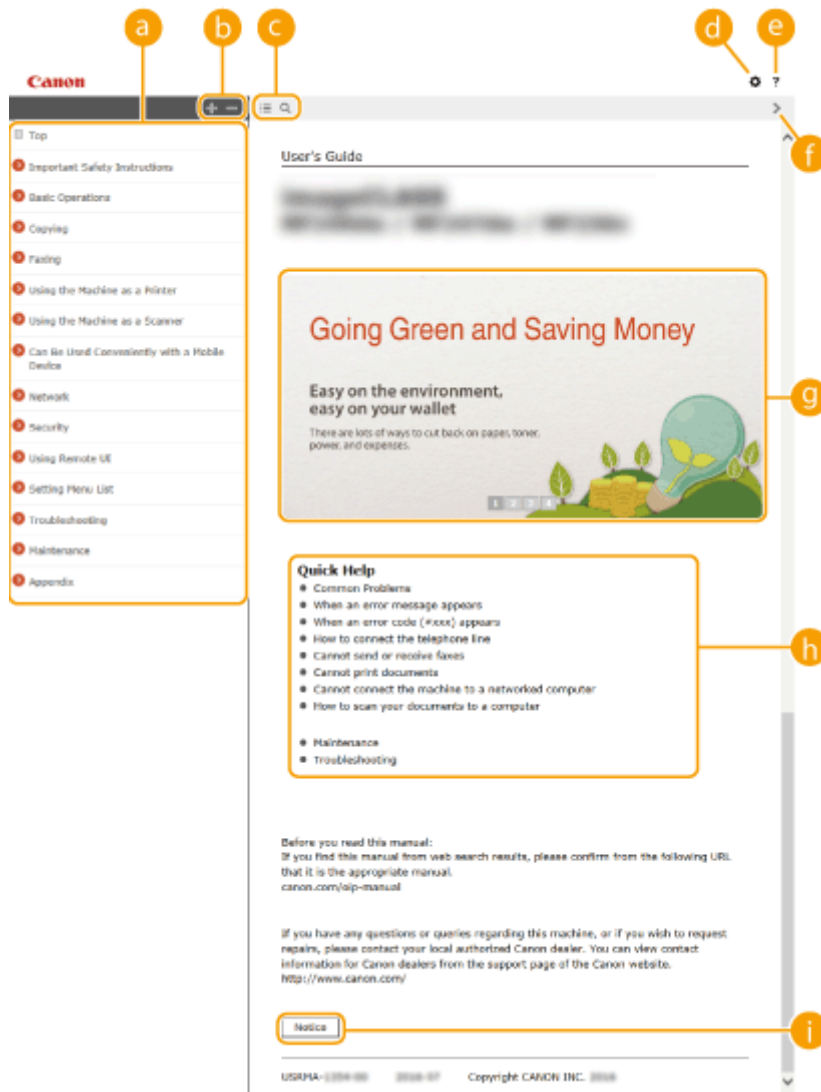 a
b
c
d
e
Canon
?
f
Top
Important Safety Instructions
Basic Operations
Copying
Faxing
Using the Machine as a Printer
Using the Machine as a Scanner
Can Be Used Conveniently with a Mobile
Device
Network
Security
Using Remote UI
Setting Menu List
Troubleshooting
Maintenance
Appendix
User's Guide
Going Green and Saving Money
Easy on the environment,
easy on your wallet
There are lots of ways to cut back on paper, toner,
power, and expenses.
1 2 3 4
g
Quick Help
Common Problems
When an error message appears
When an error code (#xxx) appears
How to connect the telephone line
Cannot send or receive faxes
Cannot print documents
Cannot connect the machine to a networked computer
How to scan your documents to a computer
Maintenance
Troubleshooting
h
Before you read this manual:
If you find this manual from web search results, please confirm from the following URL
that it is the appropriate manual.
canon.com/oip-manual
If you have any questions or queries regarding this machine, or if you wish to request
repairs, please contact your local authorized Canon dealer. You can view contact
information for Canon dealers from the support page of the Canon website.
http://www.canon.com/
Notice
i
USRMA- Copyright CANON INC.